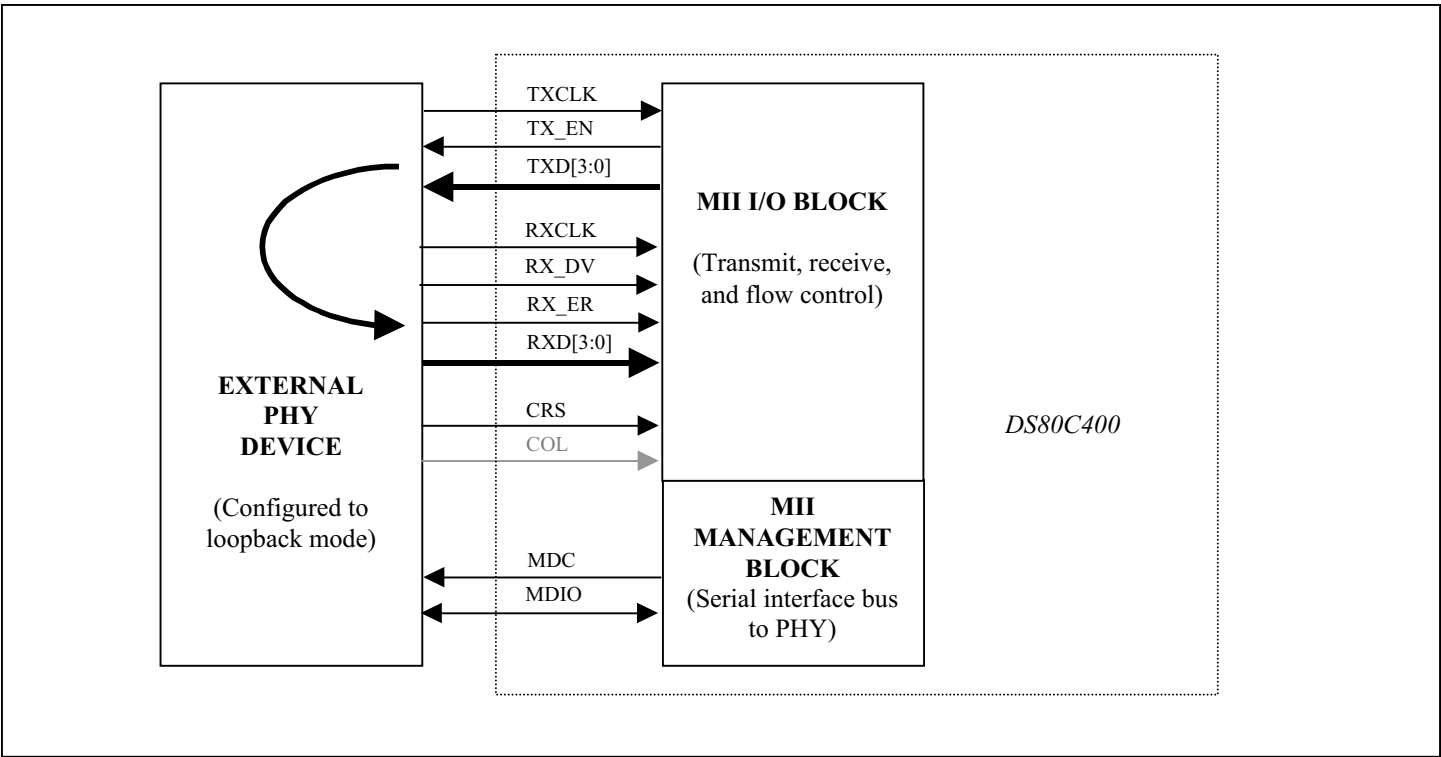 TXCLK
TX_EN
TXD[3:0]
RXCLK
RX_DV
RX_ER
RXD[3:0]
CRS
COL
MDC
MDIO
EXTERNAL
PHY
DEVICE
(Configured to
loopback mode)
MII I/O BLOCK
(Transmit, receive,
and flow control)
MII
MANAGEMENT
BLOCK
(Serial interface bus
to PHY)
DS80C400